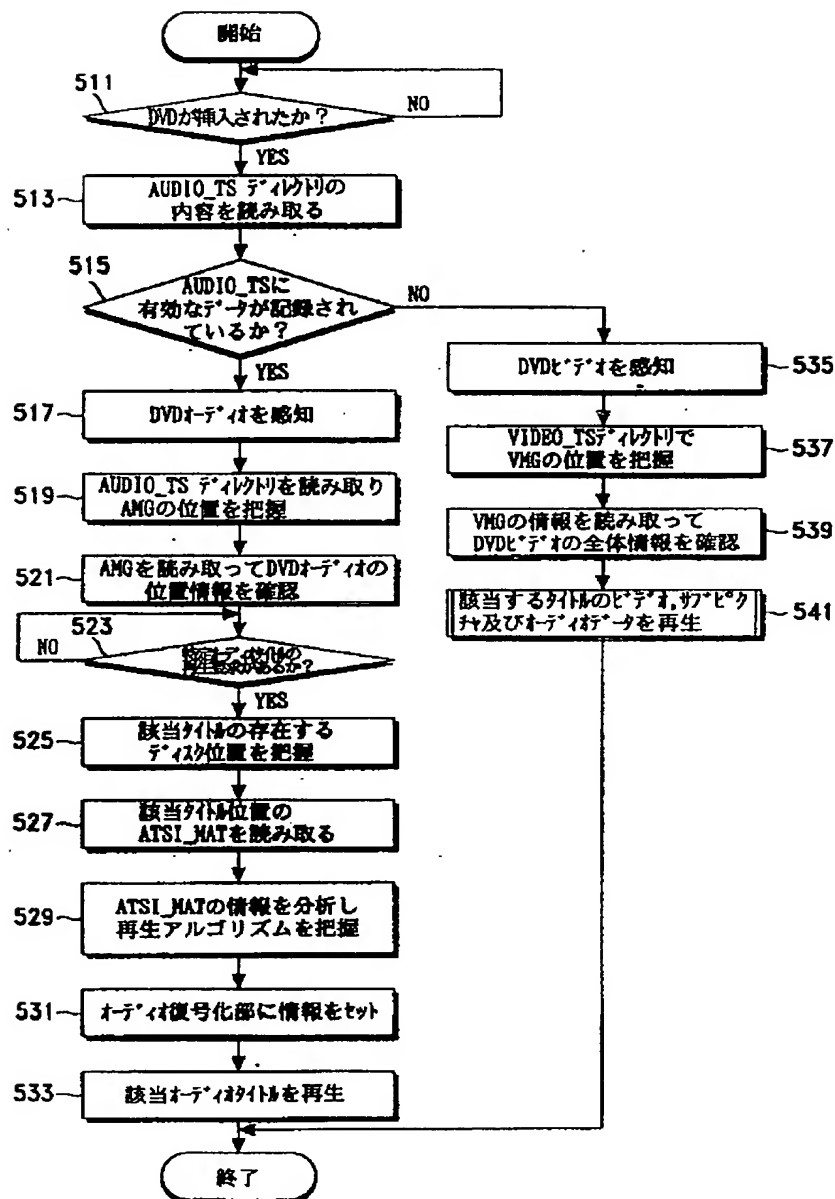 開始
511
DVDが挿入されたか？
NO
YES
513
AUDIO_TS ディレクトリの
内容を読み取る
515
AUDIO_TSに
有効なデータが記録され
ているか？
NO
YES
517
DVDオーディオを感知
519
AUDIO_TS ディレクトリを読み取り
AMGの位置を把握
521
AMGを読み取ってDVDオーディオの
位置情報を確認
523
NO
YES
525
該当タイトルの存在する
ディスク位置を把握
527
該当タイトル位置の
ATSI_MATを読み取る
529
ATSI_MATの情報を分析し
再生アルゴリズムを把握
531
オーディオ復号化部に情報をセット
533
該当オーディオタイトルを再生
535
DVDビデオを感知
537
VIDEO_TSディレクトリで
VMGの位置を把握
539
VMGの情報を読み取って
DVDビデオの全体情報を確認
541
該当するタイトルのビデオ,サブピク
チャ及びオーディオデータを再生
終了